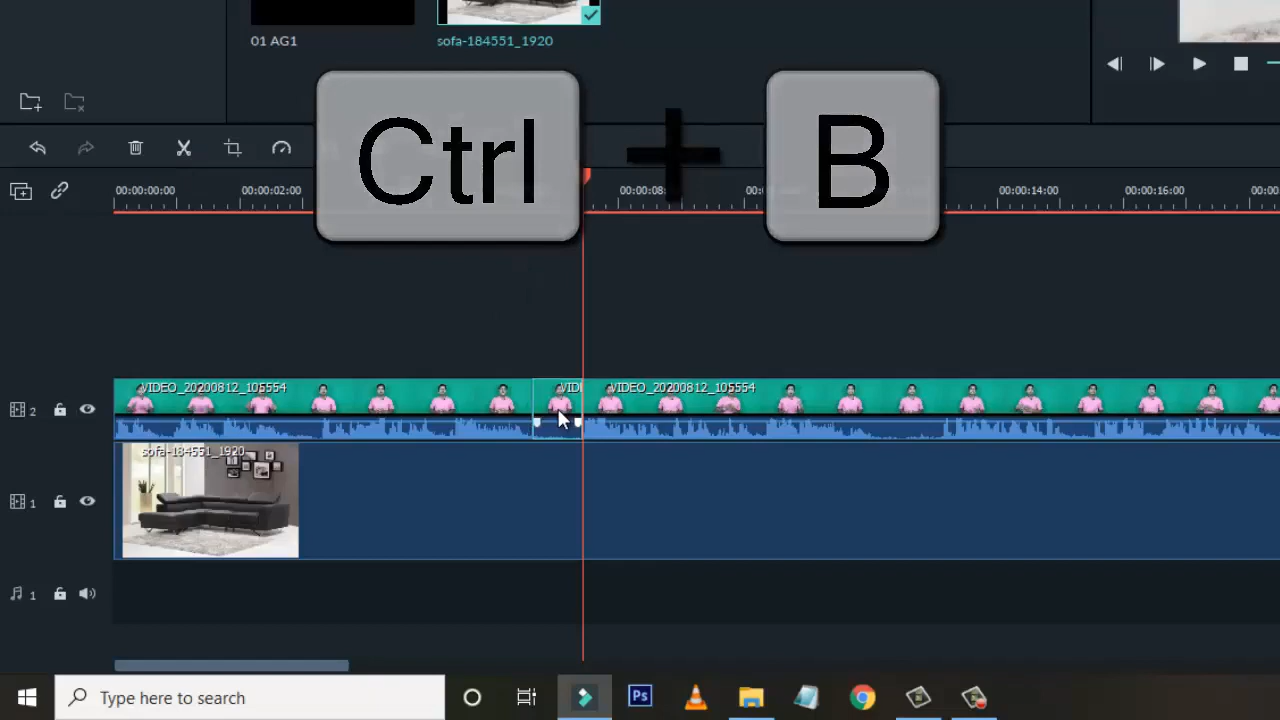 01 AG1
sofa-184551_1920
Ctrl + B
00:00:00:00
00:00:02:00
00:00:08:
00:00:14:00
00:00:16:00
VIDEO_20200812_105554
VIDI
VIDEO_20200812_105554
2
sofa-184551_1920
1
1
Type here to search
Ps